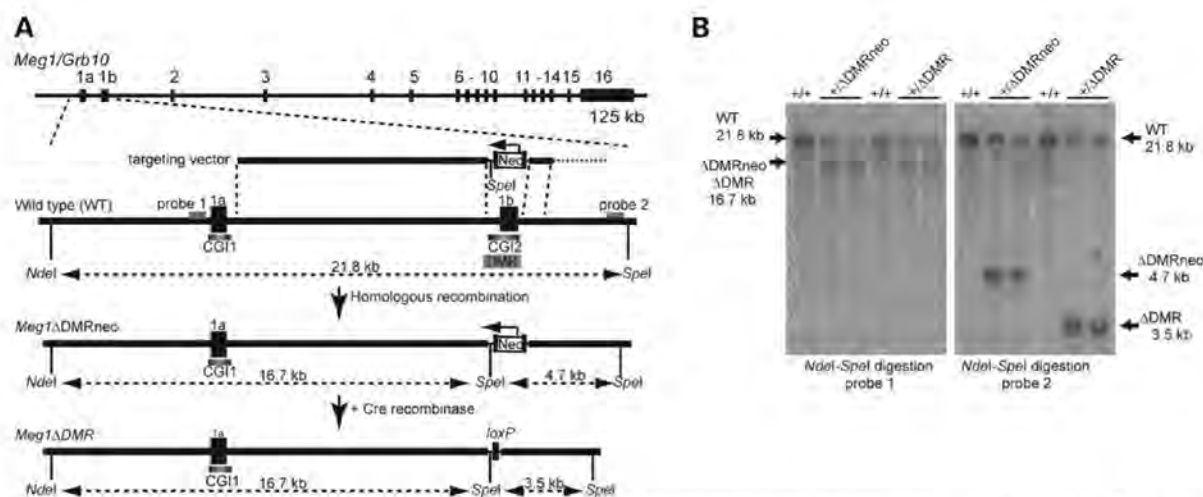 A
Meg1/Grb10
1a 1b 2 3 4 5 6 - 10 11 -14 15 16
125 kb
targeting vector
Neo
SpeI
Wild type (WT)
probe 1
1a
1b
probe 2
CGI1
CGI2
DMR
NdeI
21.8 kb
SpeI
Homologous recombination
Meg1ΔDMRneo
1a
Neo
CGI1
NdeI
16.7 kb
SpeI
4.7 kb
SpeI
+ Cre recombinase
Meg1ΔDMR
1a
loxP
CGI1
NdeI
16.7 kb
SpeI
3.5 kb
SpeI
B
+/+ +/ΔDMRneo +/+ +/ΔDMR
+/+ +/ΔDMRneo +/+ +/ΔDMR
WT
21.8 kb
ΔDMRneo
ΔDMR
16.7 kb
WT
21.8 kb
ΔDMRneo
4.7 kb
ΔDMR
3.5 kb
NdeI-SpeI digestion
probe 1
NdeI-SpeI digestion
probe 2